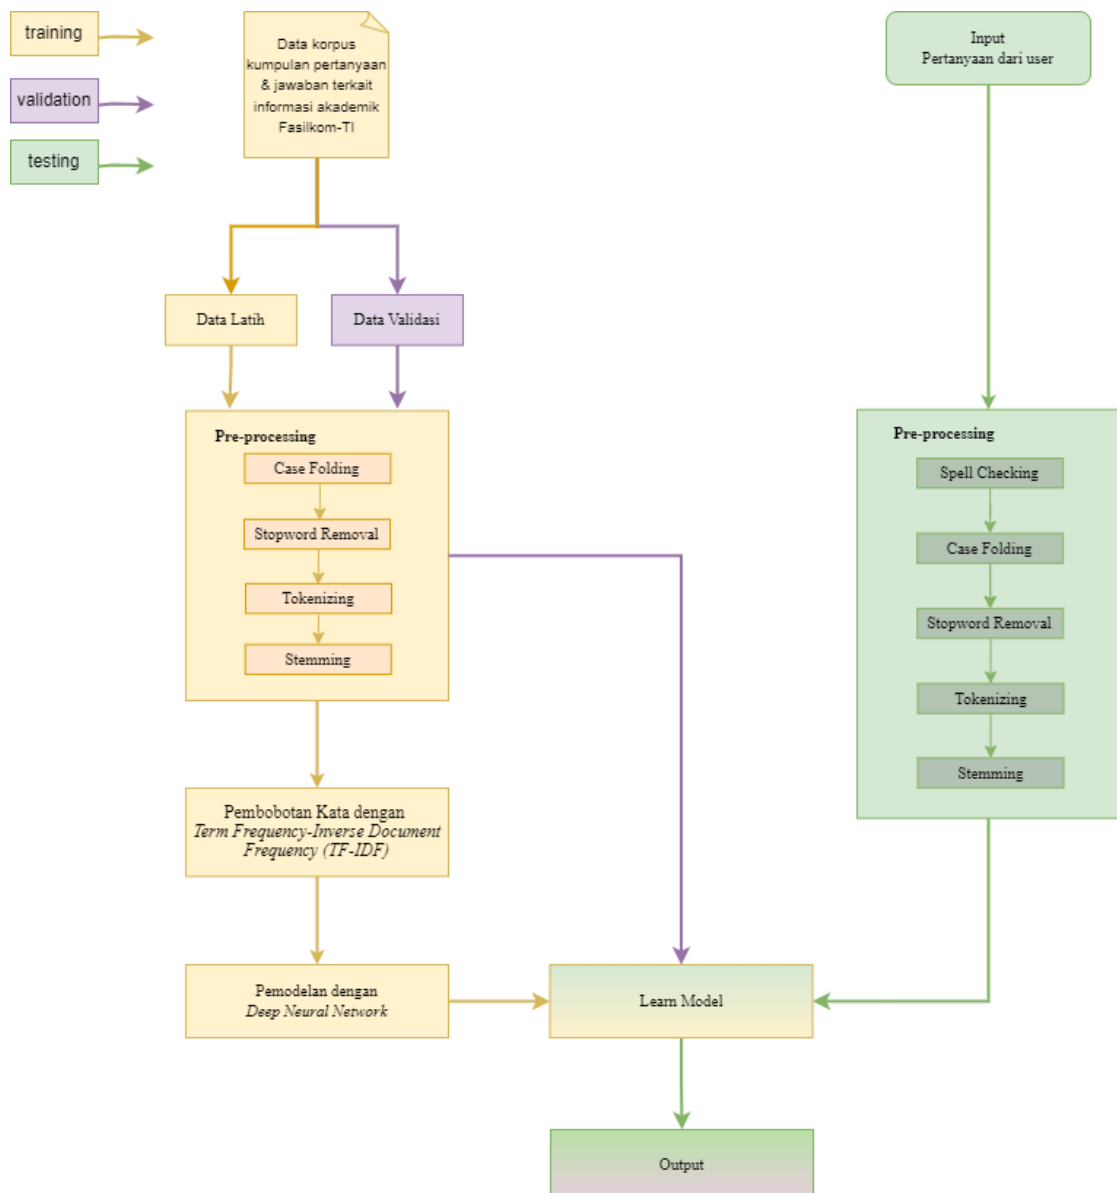 training
validation
testing
Data korpus
kumpulan pertanyaan
& jawaban terkait
informasi akademik
Fasilkom-TI
Input
Pertanyaan dari user
Data Latih
Data Validasi
Pre-processing
Case Folding
Stopword Removal
Tokenizing
Stemming
Pre-processing
Spell Checking
Case Folding
Stopword Removal
Tokenizing
Stemming
Pembobotan Kata dengan
Term Frequency-Inverse Document
Frequency (TF-IDF)
Pemodelan dengan
Deep Neural Network
Learn Model
Output